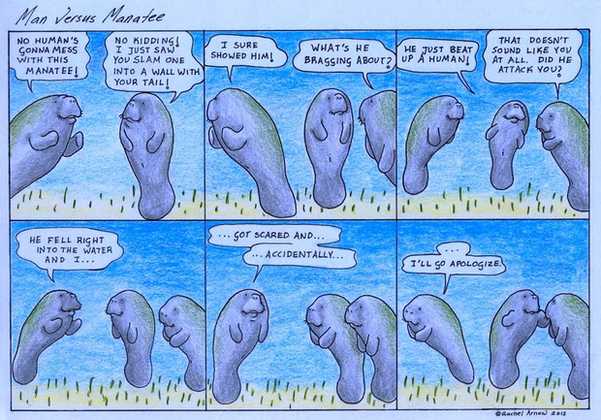 Man Versus Manatee
NO HUMAN'S
GONNA MESS
WITH THIS
MANATEE!
NO KIDDING!
I JUST SAW
YOU SLAM ONE
INTO A WALL WITH
YOUR TAIL!
I SURE
SHOWED HIM!
WHAT'S HE
BRAGGING ABOUT?
HE JUST BEAT
UP A HUMAN!
THAT DOESN'T
SOUND LIKE YOU
AT ALL. DID HE
ATTACK YOU?
HE FELL RIGHT
INTO THE WATER
AND I...
...GOT SCARED AND...
...ACCIDENTALLY...
...
I'LL GO APOLOGIZE.
©Rachel Arnow 2012